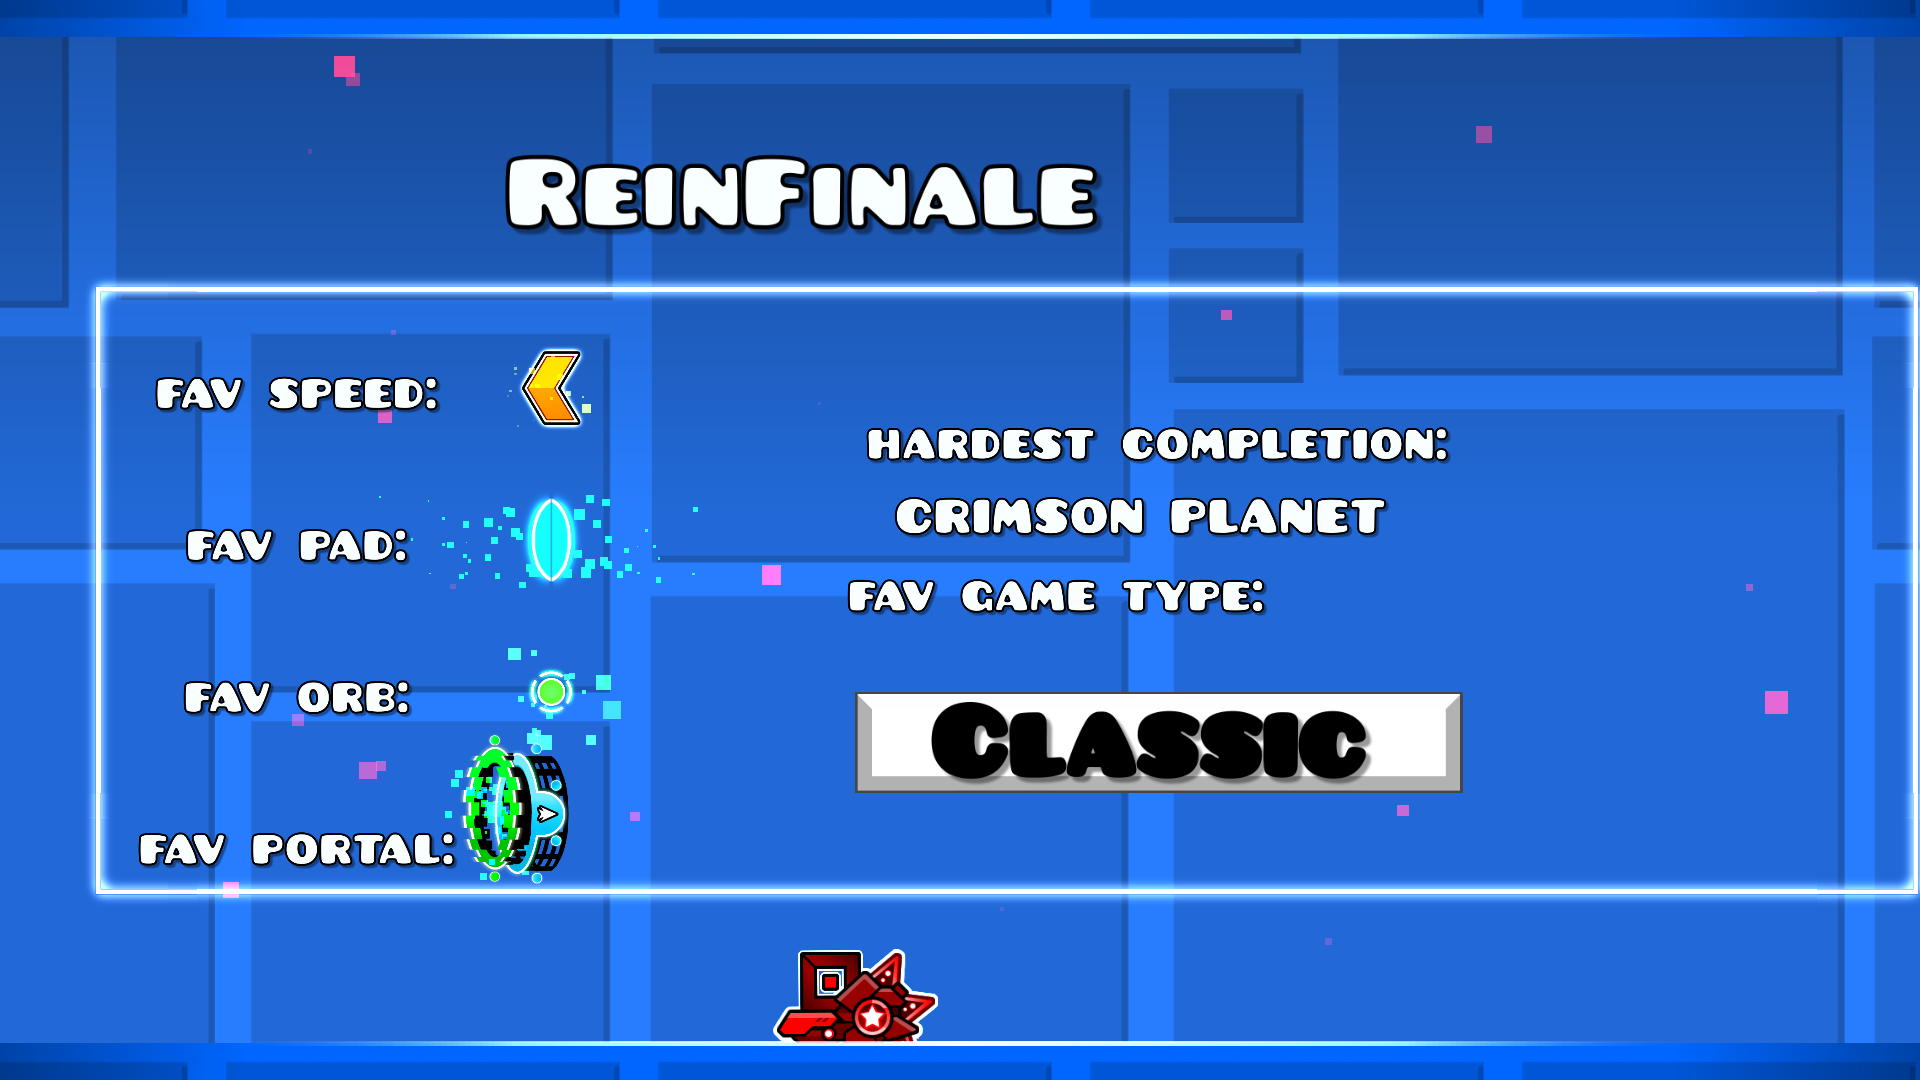 ReinFinale
FAV SPEED:
FAV PAD:
FAV ORB:
FAV PORTAL:
HARDEST COMPLETION:
CRIMSON PLANET
FAV GAME TYPE:
Classic